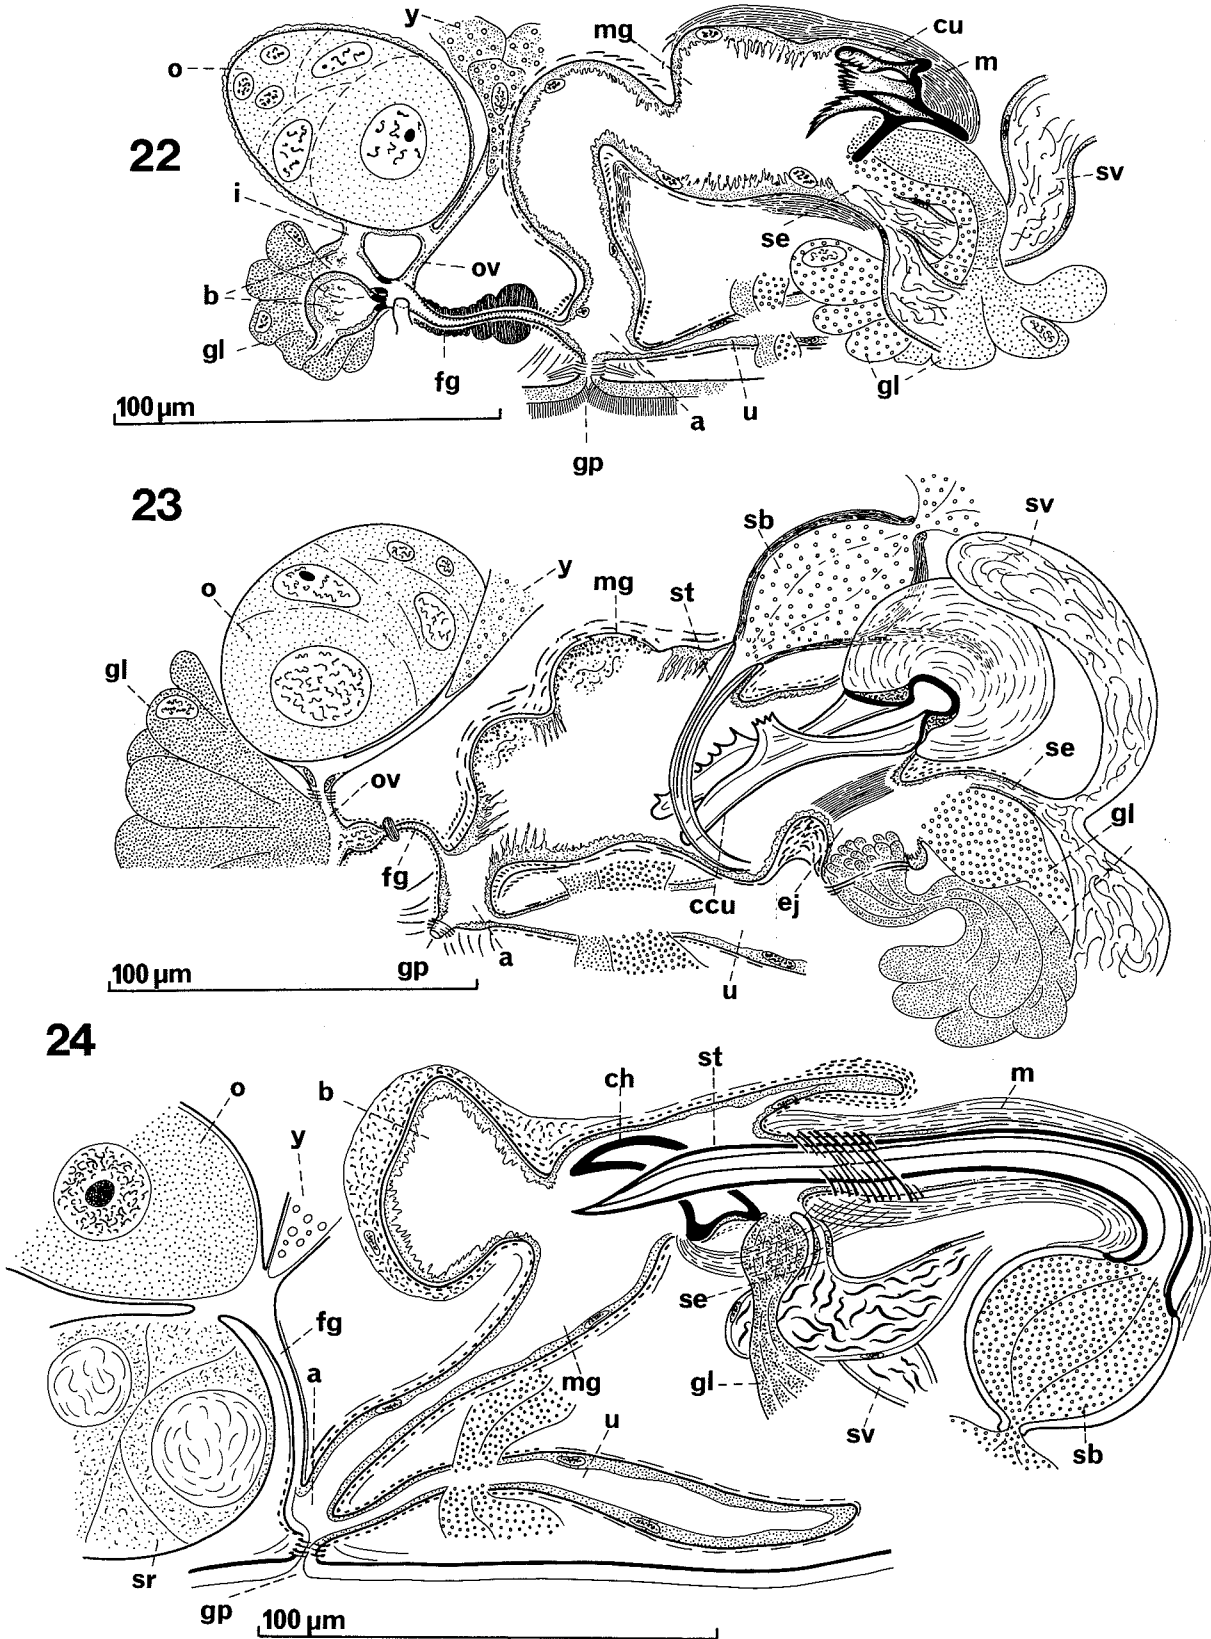 22
y
o
mg
cu
m
sv
i
se
ov
b
gl
fg
gl
a
u
gp
100 µm
23
sb
sv
y
mg
st
o
gl
se
ov
gl
fg
ccu
ej
gp
a
u
100 µm
24
st
ch
m
o
b
y
se
fg
a
mg
gl
u
sv
sb
sr
gp
100 µm